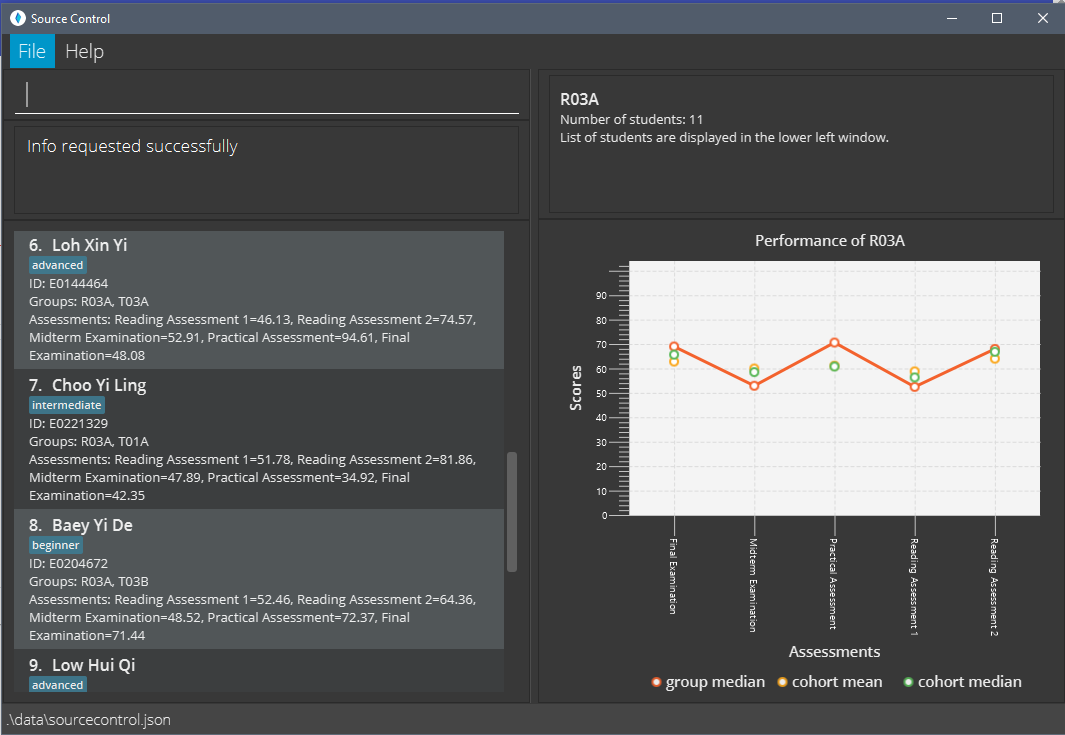 Source Control
File Help
Info requested successfully
6. Loh Xin Yi
advanced
ID: E0144464
Groups: R03A, T03A
Assessments: Reading Assessment 1=46.13, Reading Assessment 2=74.57,
Midterm Examination=52.91, Practical Assessment=94.61, Final
Examination=48.08
7. Choo Yi Ling
intermediate
ID: E0221329
Groups: R03A, T01A
Assessments: Reading Assessment 1=51.78, Reading Assessment 2=81.86,
Midterm Examination=47.89, Practical Assessment=34.92, Final
Examination=42.35
8. Baey Yi De
beginner
ID: E0204672
Groups: R03A, T03B
Assessments: Reading Assessment 1=52.46, Reading Assessment 2=64.36,
Midterm Examination=48.52, Practical Assessment=72.37, Final
Examination=71.44
9. Low Hui Qi
advanced
R03A
Number of students: 11
List of students are displayed in the lower left window.
Performance of R03A
Scores
90
80
70
60
50
40
30
20
10
0
Final Examination
Midterm Examination
Practical Assessment
Reading Assessment 1
Reading Assessment 2
Assessments
group median cohort mean cohort median
.\data\sourcecontrol.json